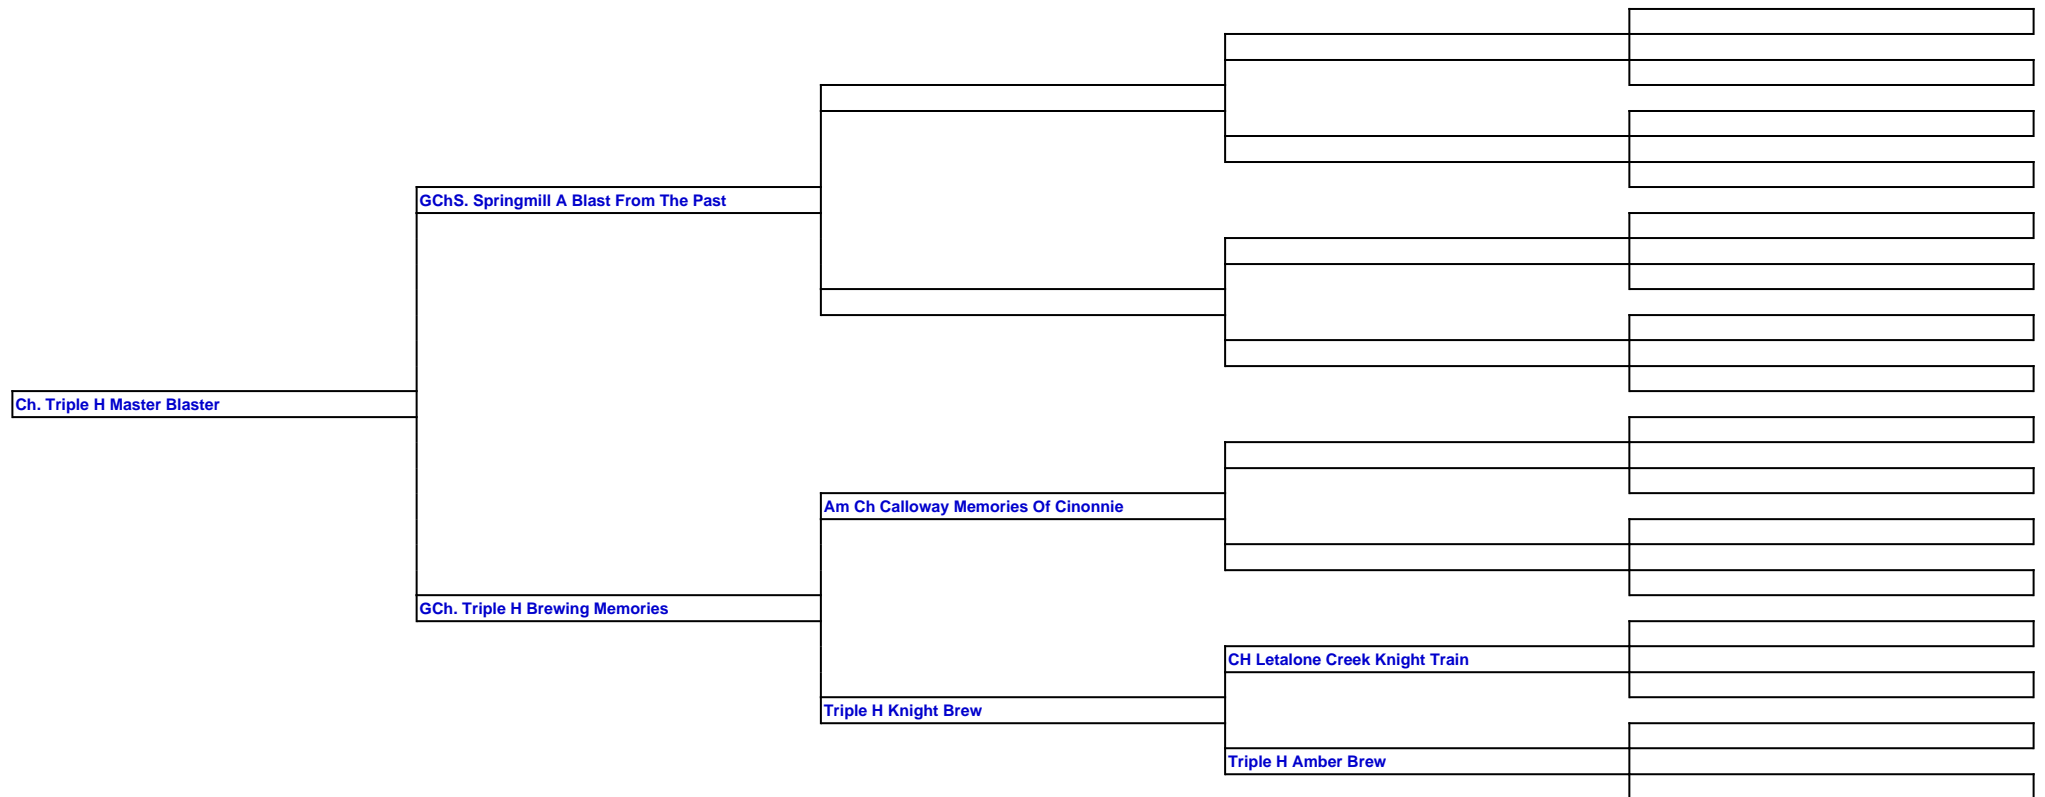 GChS. Springmill A Blast From The Past
Ch. Triple H Master Blaster
Am Ch Calloway Memories Of Cinonnie
GCh. Triple H Brewing Memories
CH Letalone Creek Knight Train
Triple H Knight Brew
Triple H Amber Brew